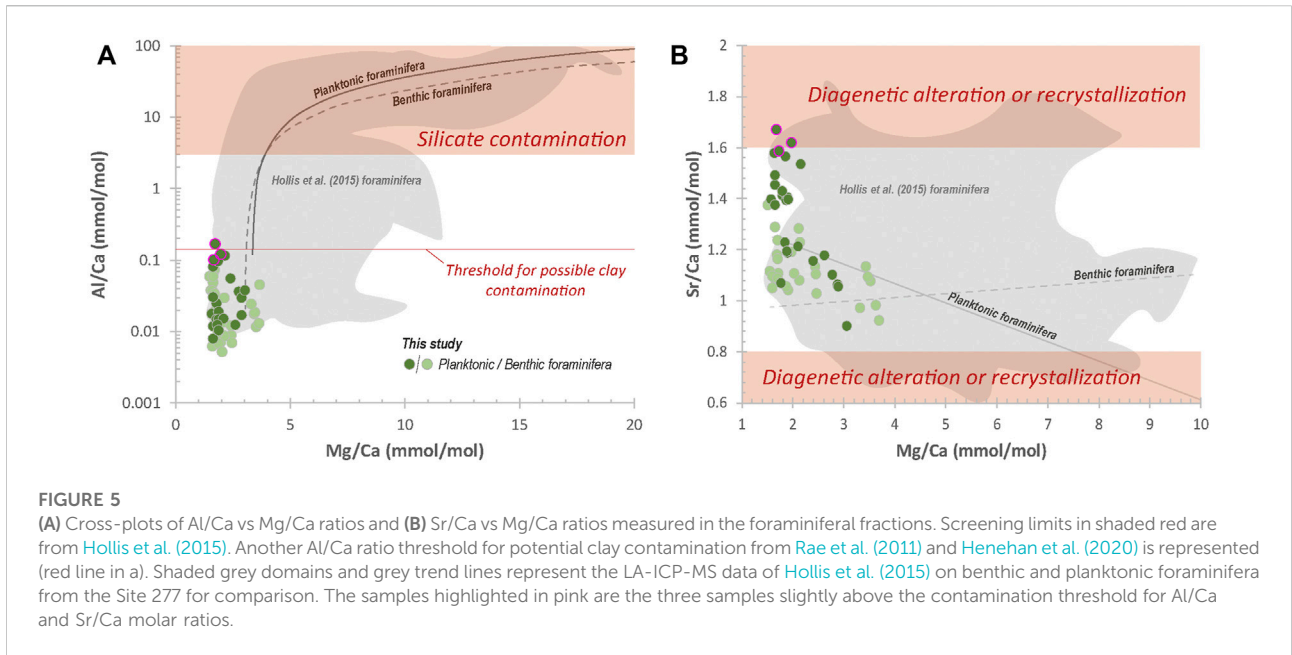 A
100
10
1
0.1
0.01
0.001
Al/Ca (mmol/mol)
Planktonic foraminifera
Benthic foraminifera
Silicate contamination
Hollis et al. (2015) foraminifera
Threshold for possible clay
contamination
This study
Planktonic / Benthic foraminifera
0 5 10 15 20
Mg/Ca (mmol/mol)
B
2
1.8
1.6
1.4
1.2
1
0.8
0.6
Sr/Ca (mmol/mol)
Diagenetic alteration or recrystallization
Hollis et al. (2015) foraminifera
Benthic foraminifera
Planktonic foraminifera
Diagenetic alteration or recrystallization
1 2 3 4 5 6 7 8 9 10
Mg/Ca (mmol/mol)
FIGURE 5
(A) Cross-plots of Al/Ca vs Mg/Ca ratios and (B) Sr/Ca vs Mg/Ca ratios measured in the foraminiferal fractions. Screening limits in shaded red are
from Hollis et al. (2015). Another Al/Ca ratio threshold for potential clay contamination from Rae et al. (2011) and Henehan et al. (2020) is represented
(red line in a). Shaded grey domains and grey trend lines represent the LA-ICP-MS data of Hollis et al. (2015) on benthic and planktonic foraminifera
from the Site 277 for comparison. The samples highlighted in pink are the three samples slightly above the contamination threshold for Al/Ca
and Sr/Ca molar ratios.